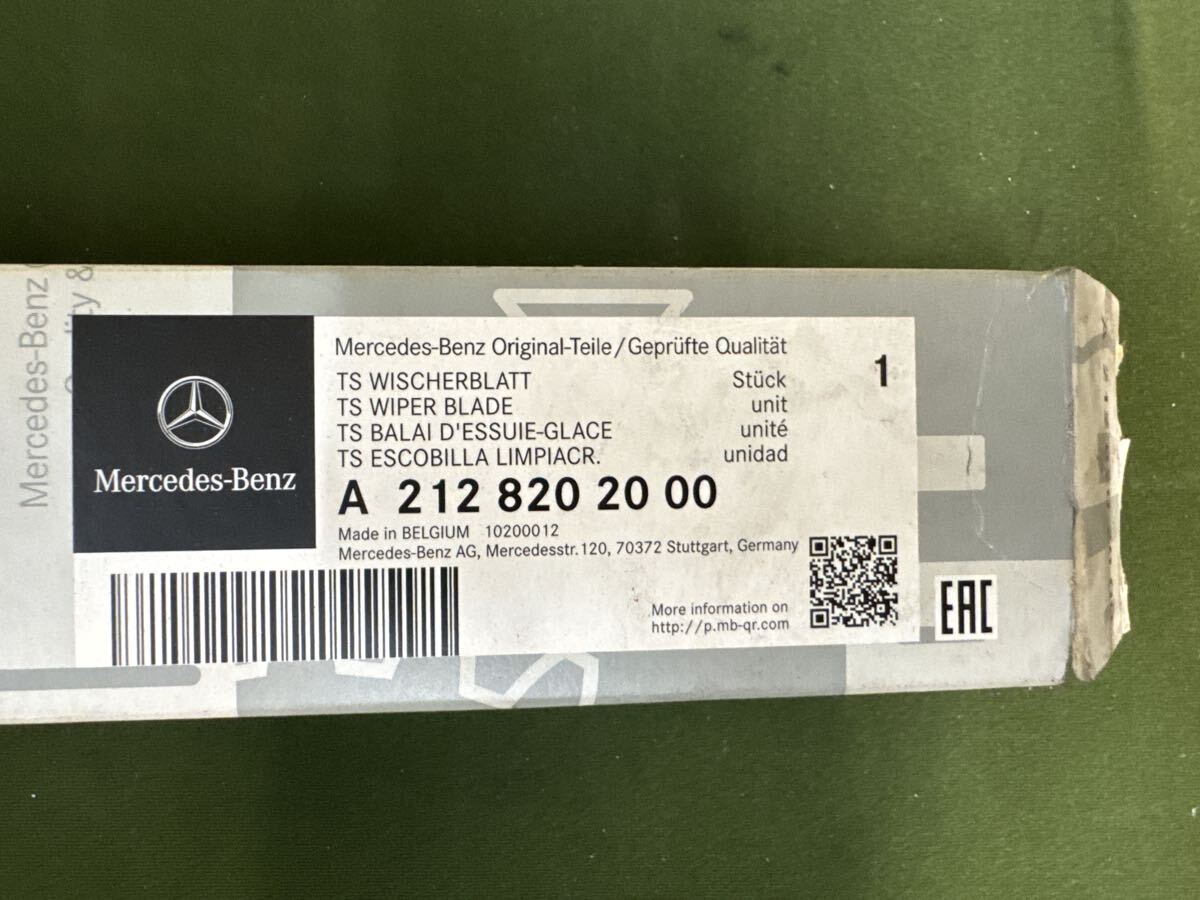 Mercedes-Benz
Mercedes-Benz
Mercedes-Benz Original-Teile/Geprüfte Qualität
TS WISCHERBLATT Stück 1
TS WIPER BLADE unit
TS BALAI D'ESSUIE-GLACE unité
TS ESCOBILLA LIMPIACR. unidad
A 212 820 20 00
Made in BELGIUM 10200012
Mercedes-Benz AG, Mercedesstr. 120, 70372 Stuttgart, Germany
More information on
http://p.mb-qr.com
EAC